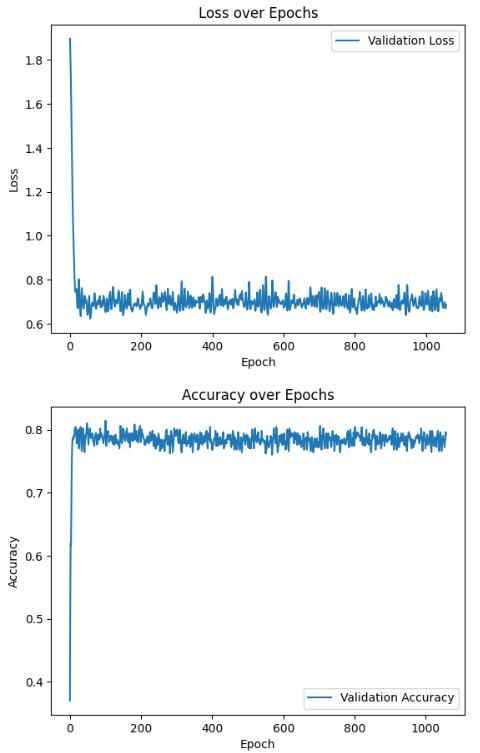 Loss over Epochs
Validation Loss
1.8
1.6
1.4
1.2
1.0
0.8
0.6
Loss
0 200 400 600 800 1000
Epoch
Accuracy over Epochs
0.8
0.7
0.6
0.5
0.4
Accuracy
Validation Accuracy
0 200 400 600 800 1000
Epoch